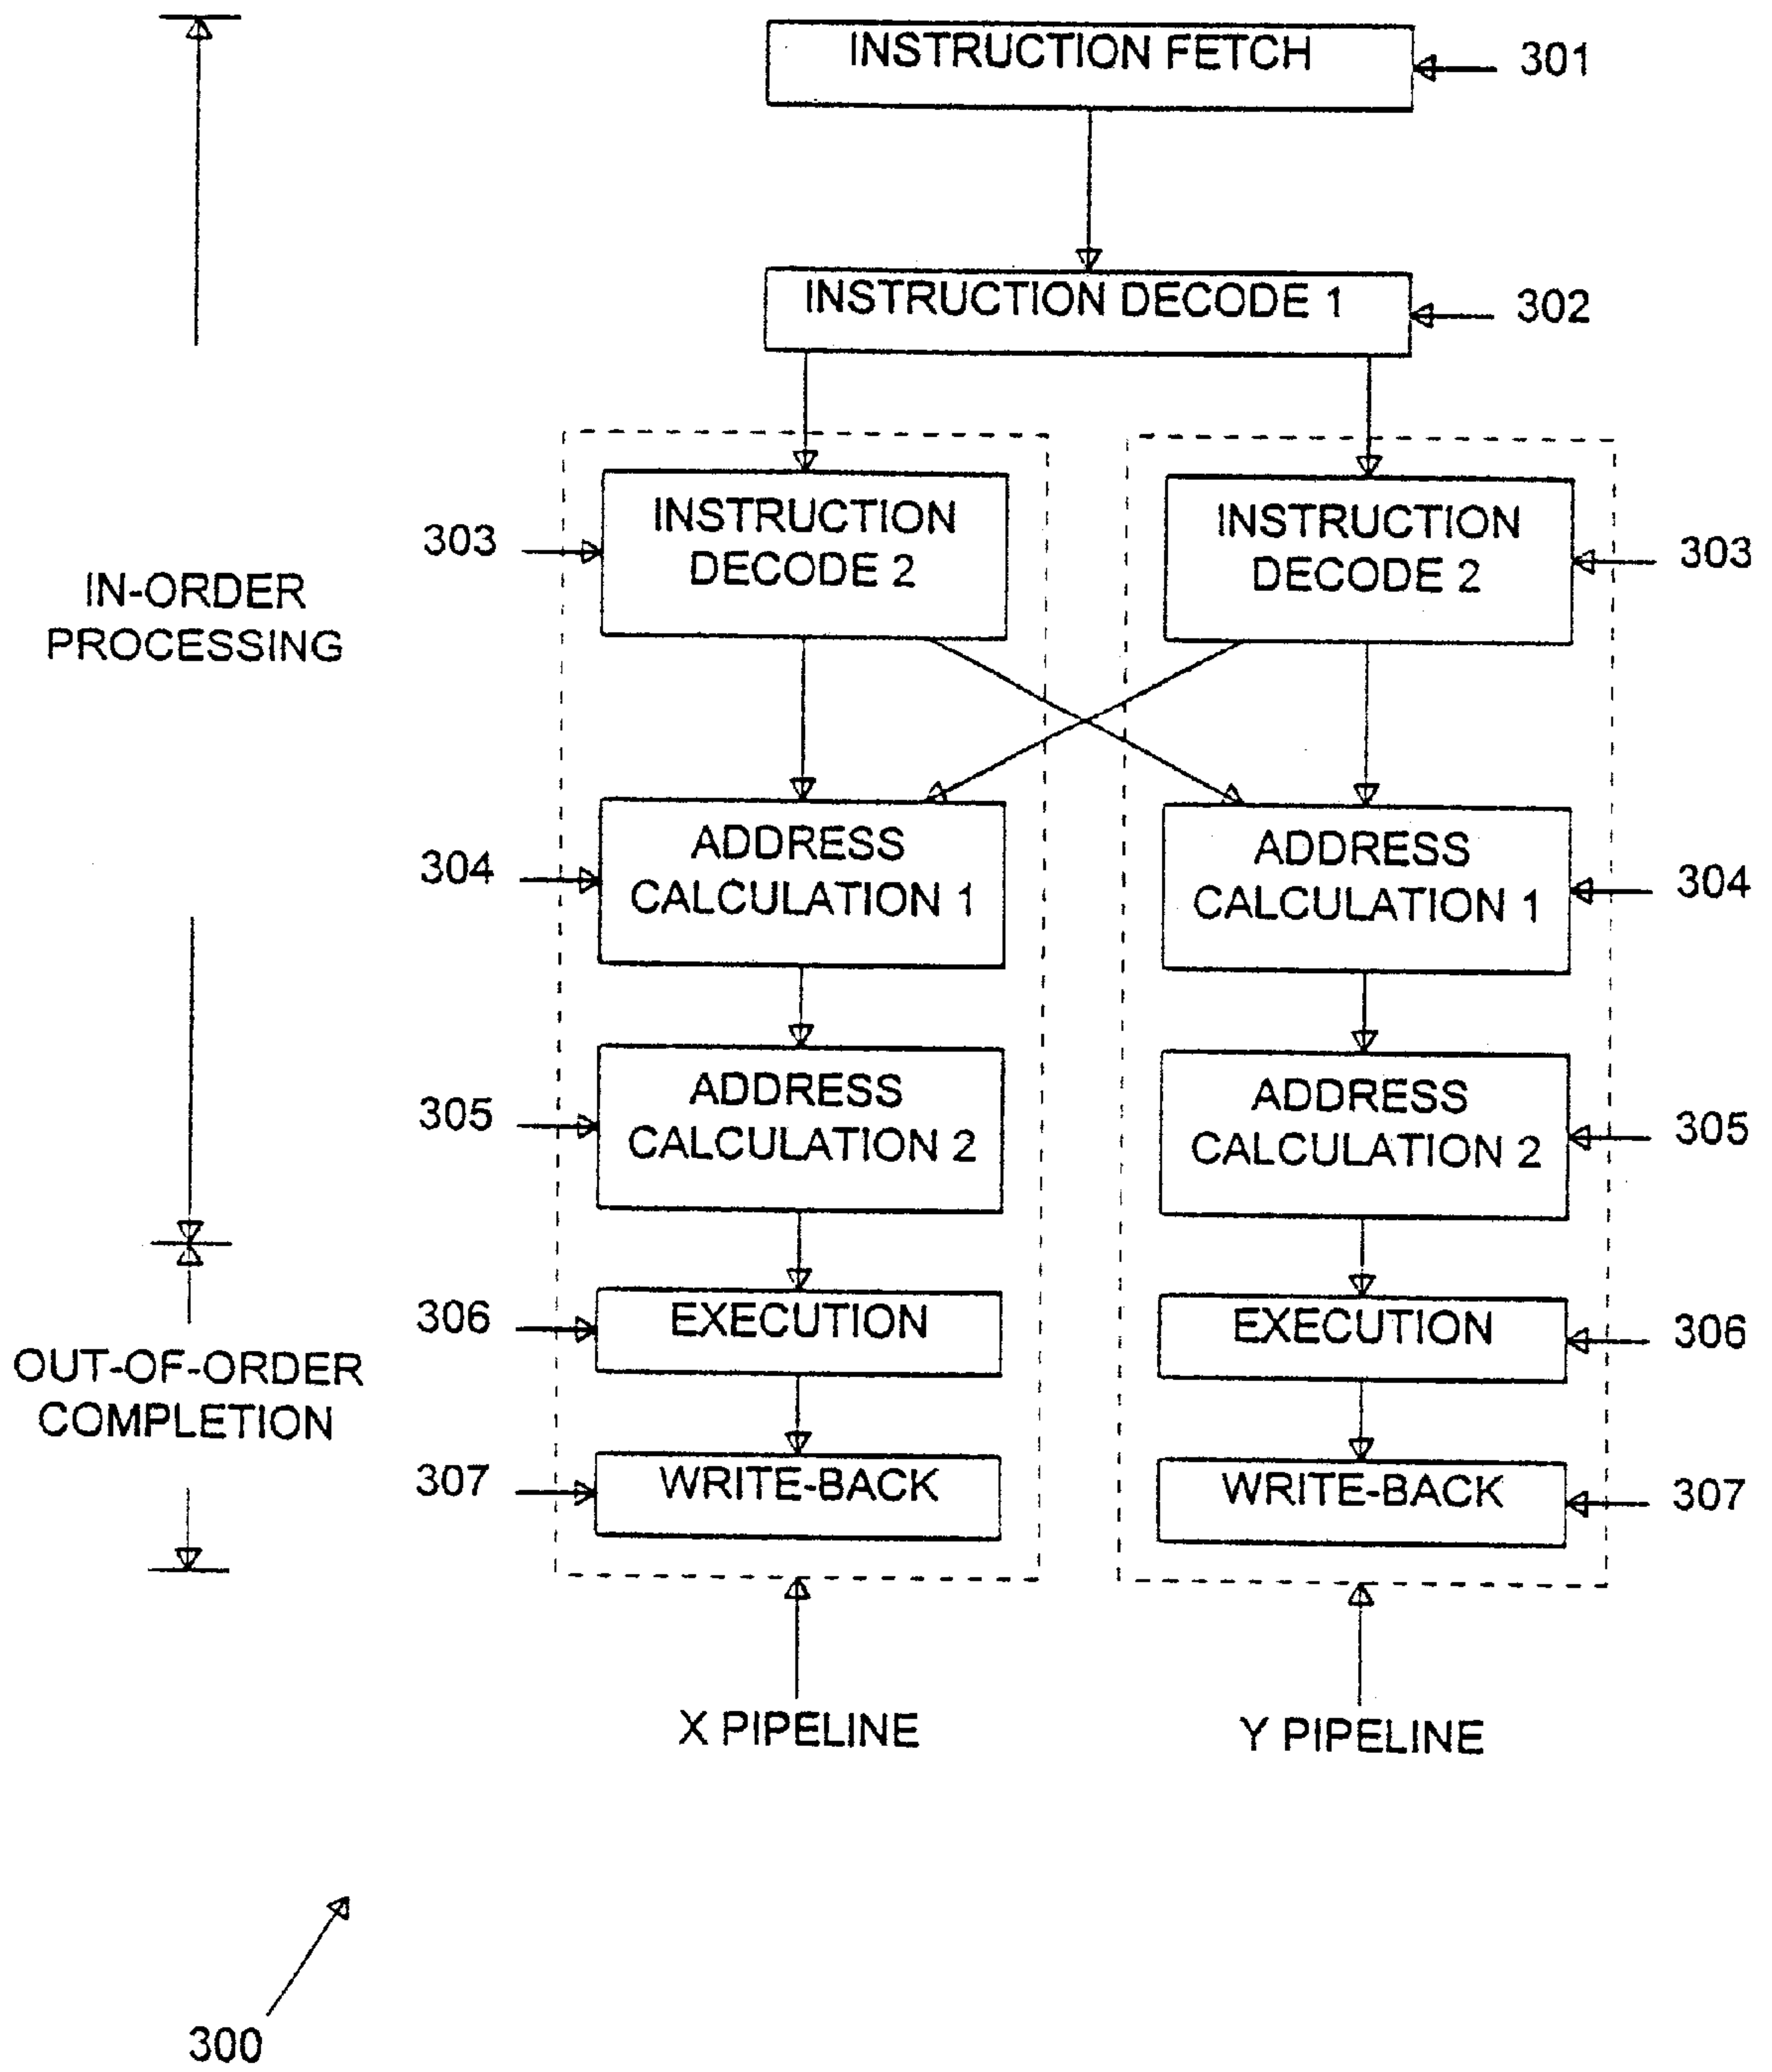 INSTRUCTION FETCH
301
INSTRUCTION DECODE 1
302
IN-ORDER
PROCESSING
303
INSTRUCTION
DECODE 2
INSTRUCTION
DECODE 2
303
304
ADDRESS
CALCULATION 1
ADDRESS
CALCULATION 1
304
305
ADDRESS
CALCULATION 2
ADDRESS
CALCULATION 2
305
OUT-OF-ORDER
COMPLETION
306
EXECUTION
EXECUTION
306
307
WRITE-BACK
WRITE-BACK
307
X PIPELINE
Y PIPELINE
300